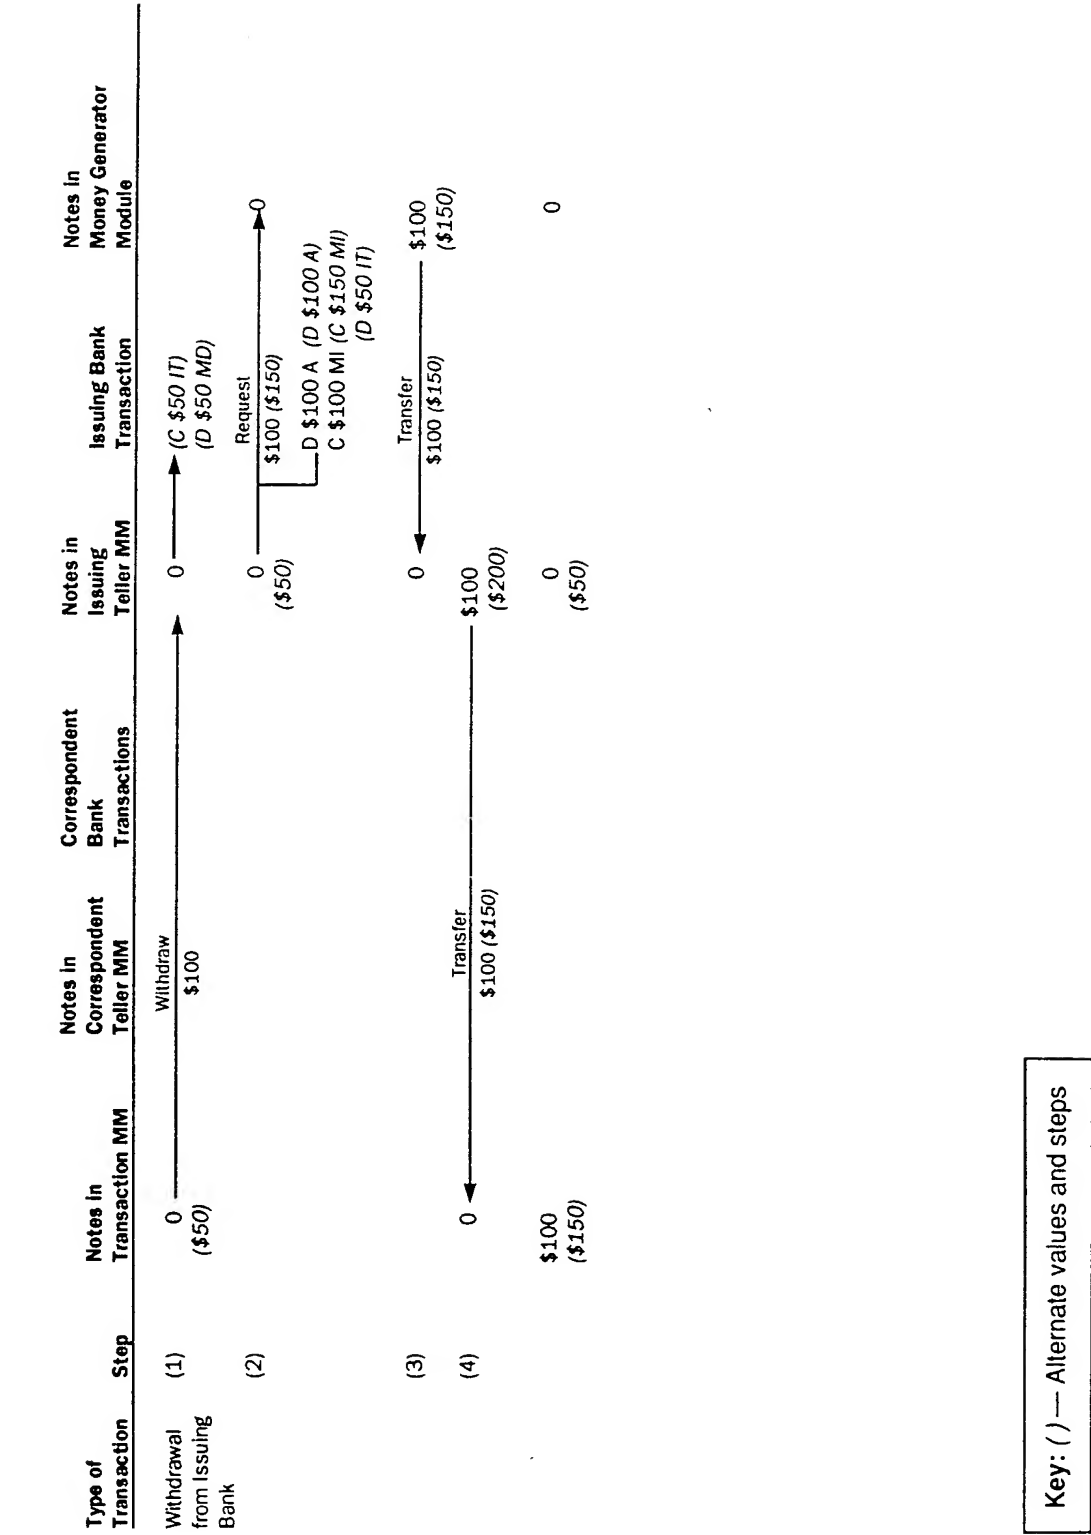 Type of
Transaction
Step
Notes in
Transaction MM
Notes in
Correspondent
Teller MM
Correspondent
Bank
Transactions
Notes in
Issuing
Teller MM
Issuing Bank
Transaction
Notes in
Money Generator
Module
Withdrawal
from Issuing
Bank
(1)
0
($50)
Withdraw
$100
0
(C $50 IT)
(D $50 MD)
(2)
0
($50)
Request
$100 ($150)
0
D $100 A (D $100 A)
C $100 MI (C $150 MI)
(D $50 IT)
(3)
0
Transfer
$100 ($150)
$100
($150)
(4)
0
Transfer
$100 ($150)
$100
($200)
$100
($150)
0
($50)
0
Key: ( ) — Alternate values and steps